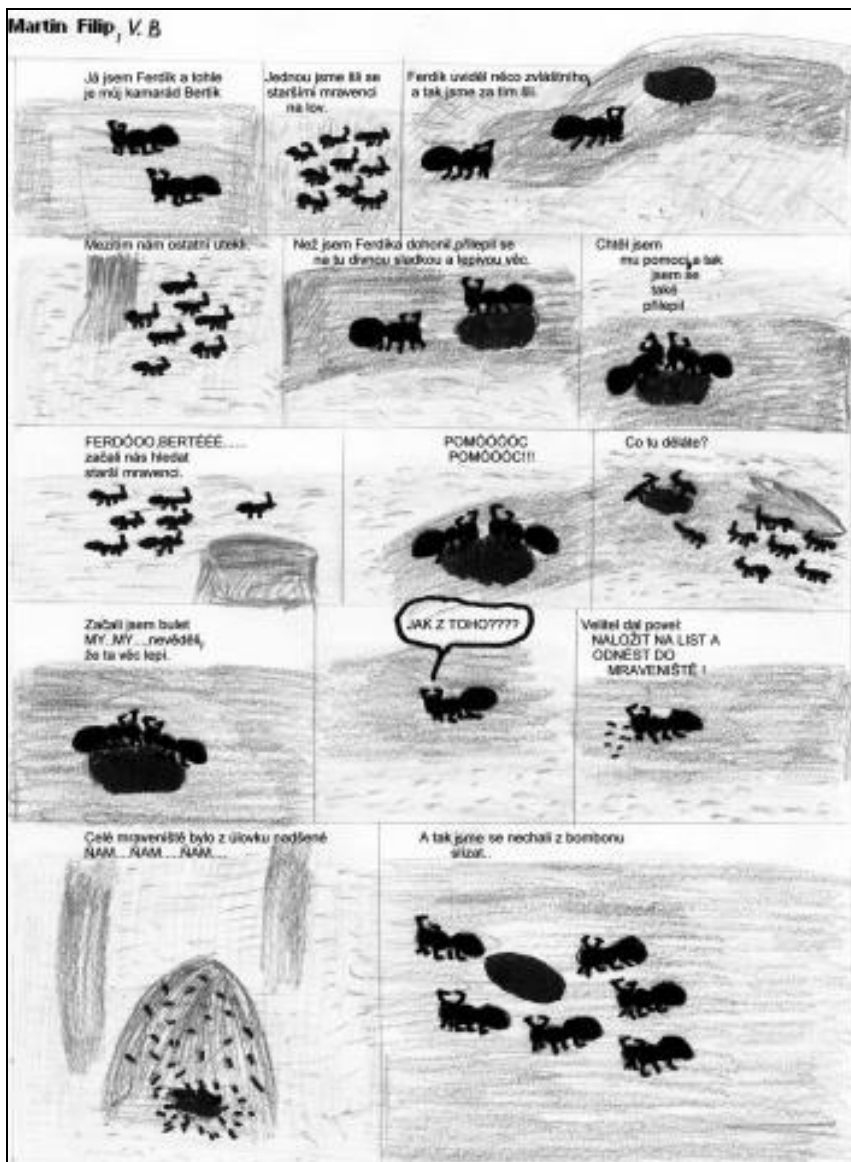 Martin Filip, V. B
Já jsem Ferdík a tohle
je můj kamarád Bertík
Jednou jsme šli se
staršími mravenci
na lov.
Ferdík uviděl něco zvláštního,
a tak jsme za tím šli.
Mezitím nám ostatní utekli.
Než jsem Ferdíka dohonil,přilepil se
na tu divnou sladkou a lepivou věc.
Chtěl jsem
mu pomoci,a tak
jsem se
také
přilepil
FERDÓOO,BERTÉÉÉ.....
začali nás hledat
starší mravenci.
POMÓÓÓÓC
POMÓÓÓC!!!
Co tu děláte?
Začali jsem bulet
MY..MY....nevěděli,
že ta věc lepí.
JAK Z TOHO????
Velitel dal povel:
NALOŽIT NA LIST A
ODNÉST DO
MRAVENIŠTĚ !
Celé mraveniště bylo z úlovku nadšené
ŇAM....ŇAM.....ŇAM....
A tak jsme se nechali z bombonu
slízat..